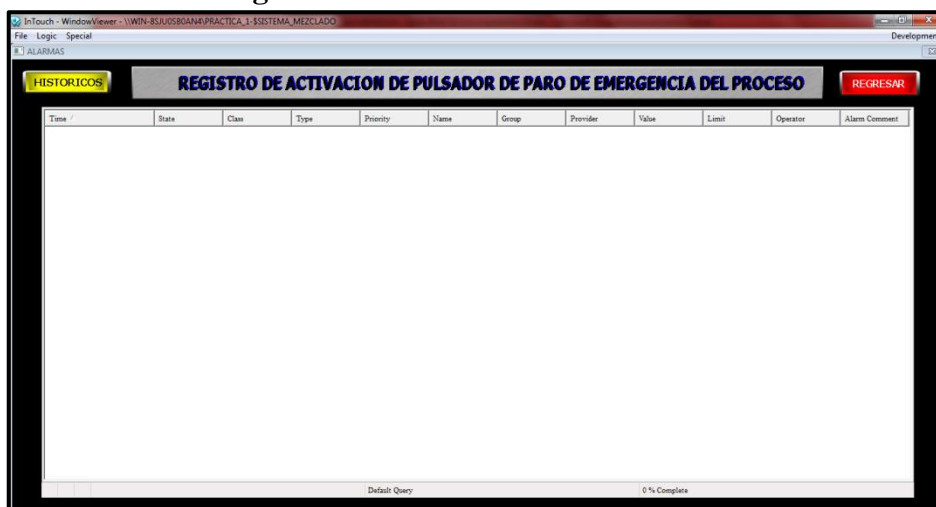 InTouch - WindowViewer - \\WIN-8SJU0SB0AN4\PRACTICA_1-$SISTEMA_MEZCLADO
File Logic Special Developmen
ALARMAS
HISTORICOS REGISTRO DE ACTIVACION DE PULSADOR DE PARO DE EMERGENCIA DEL PROCESO REGRESAR
Time / State Class Type Priority Name Group Provider Value Limit Operator Alarm Comment
Default Query 0 % Complete